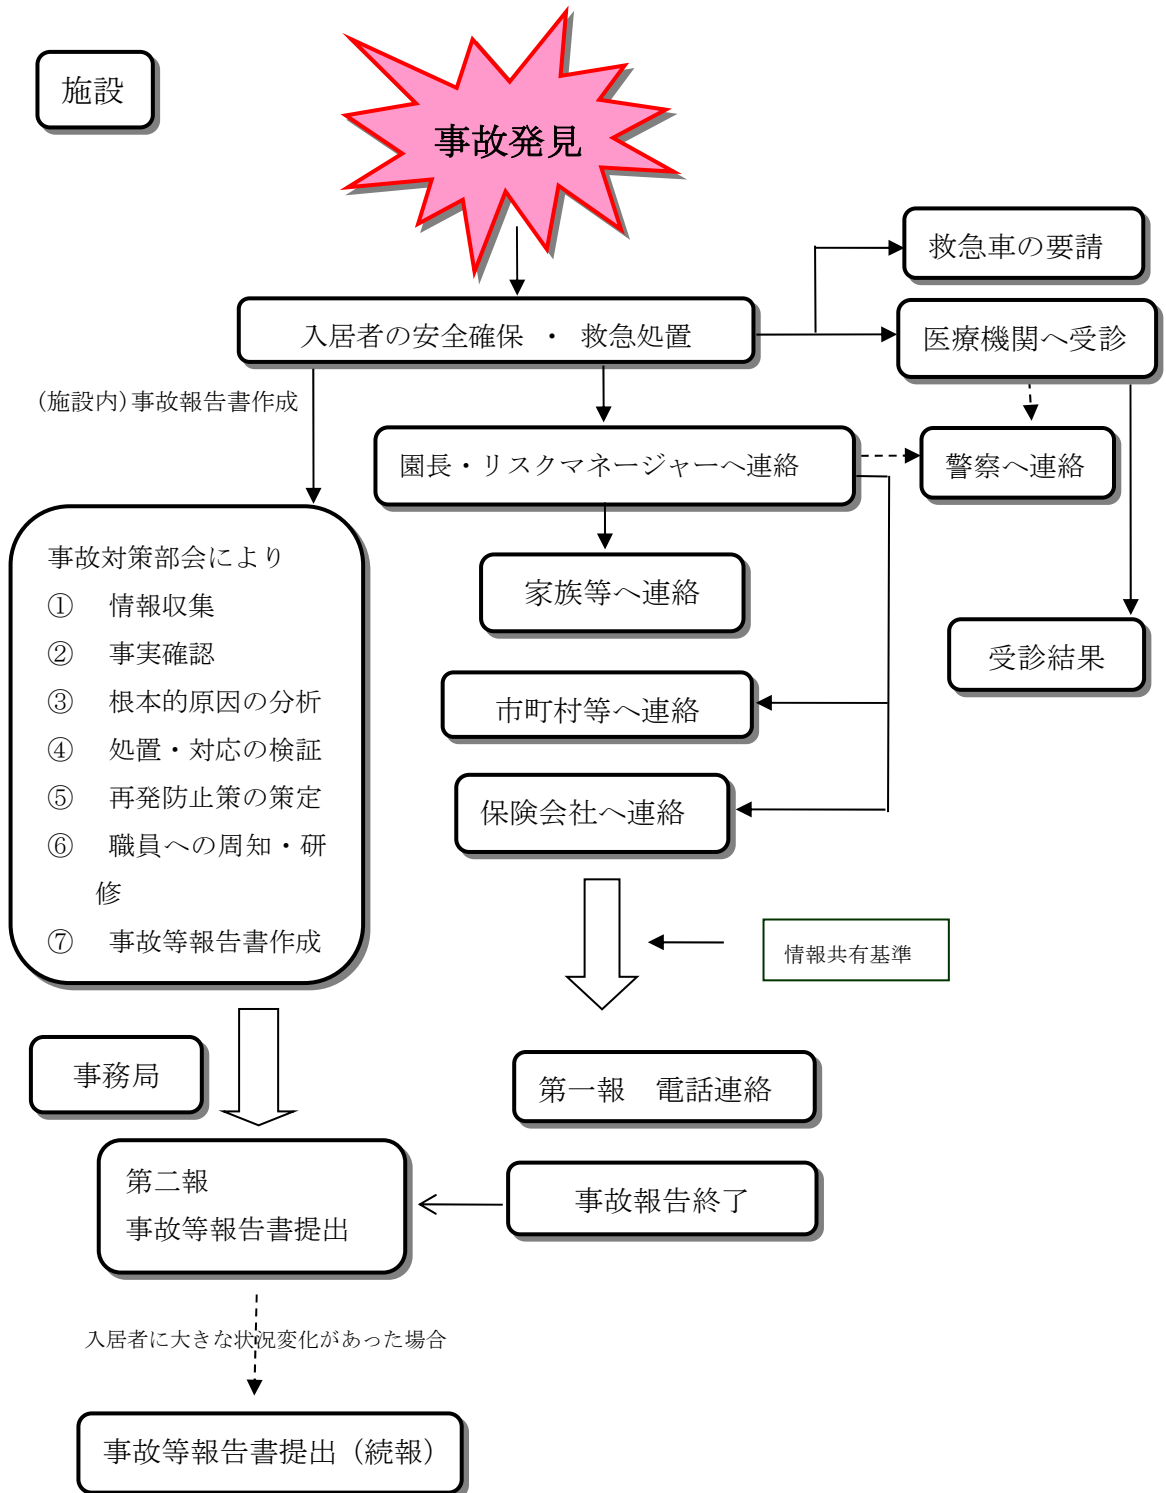 施設
事故発見
救急車の要請
入居者の安全確保 ・ 救急処置
医療機関へ受診
(施設内)事故報告書作成
園長・リスクマネージャーへ連絡
警察へ連絡
事故対策部会により
① 情報収集
② 事実確認
③ 根本的原因の分析
④ 処置・対応の検証
⑤ 再発防止策の策定
⑥ 職員への周知・研
修
⑦ 事故等報告書作成
家族等へ連絡
受診結果
市町村等へ連絡
保険会社へ連絡
情報共有基準
事務局
第一報 電話連絡
第二報
事故等報告書提出
事故報告終了
入居者に大きな状況変化があった場合
事故等報告書提出（続報）